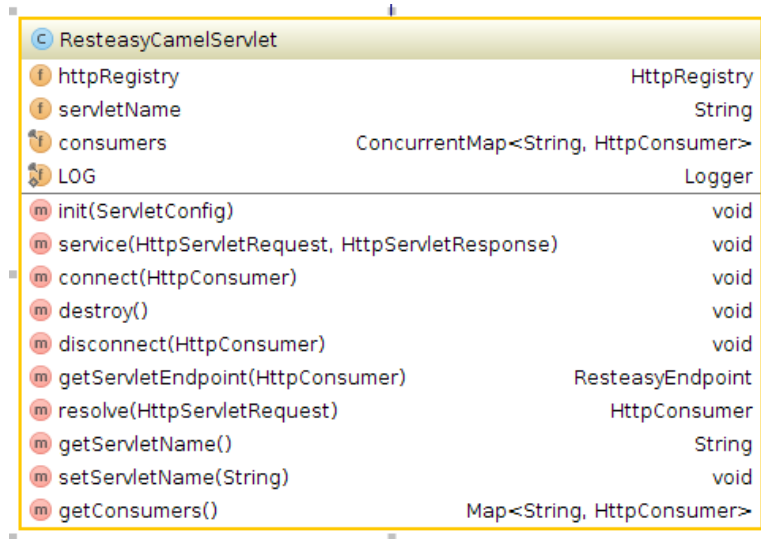 C ResteasyCamelServlet
f httpRegistry HttpRegistry
f servletName String
f consumers ConcurrentMap<String, HttpConsumer>
f LOG Logger
m init(ServletConfig) void
m service(HttpServletRequest, HttpServletResponse) void
m connect(HttpConsumer) void
m destroy() void
m disconnect(HttpConsumer) void
m getServletEndpoint(HttpConsumer) ResteasyEndpoint
m resolve(HttpServletRequest) HttpConsumer
m getServletName() String
m setServletName(String) void
m getConsumers() Map<String, HttpConsumer>